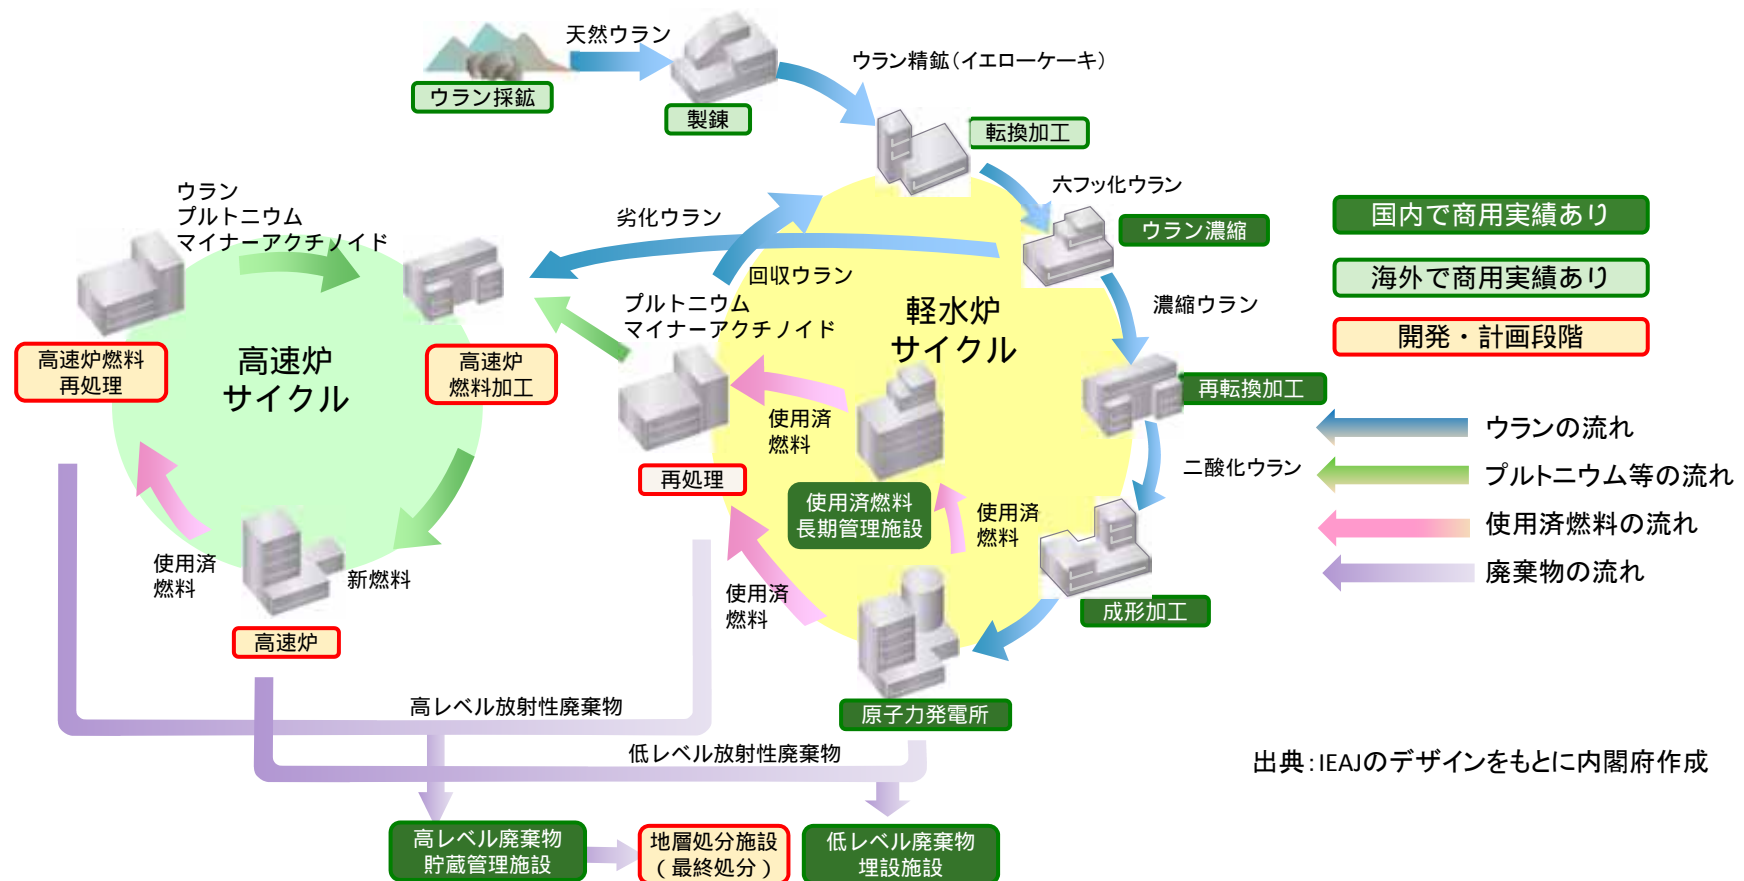 天然ウラン
ウラン採鉱
製錬
ウラン精鉱（イエローケーキ）
転換加工
六フッ化ウラン
ウラン濃縮
濃縮ウラン
再転換加工
二酸化ウラン
成形加工
原子力発電所
劣化ウラン
回収ウラン
プルトニウム
マイナーアクチノイド
軽水炉
サイクル
使用済
燃料
再処理
使用済燃料
長期管理施設
使用済
燃料
使用済
燃料
ウラン
プルトニウム
マイナーアクチノイド
高速炉燃料
再処理
高速炉
サイクル
高速炉
燃料加工
使用済
燃料
新燃料
高速炉
高レベル放射性廃棄物
低レベル放射性廃棄物
高レベル廃棄物
貯蔵管理施設
地層処分施設
（最終処分）
低レベル廃棄物
埋設施設
国内で商用実績あり
海外で商用実績あり
開発・計画段階
ウランの流れ
プルトニウム等の流れ
使用済燃料の流れ
廃棄物の流れ
出典：IEAJのデザインをもとに内閣府作成